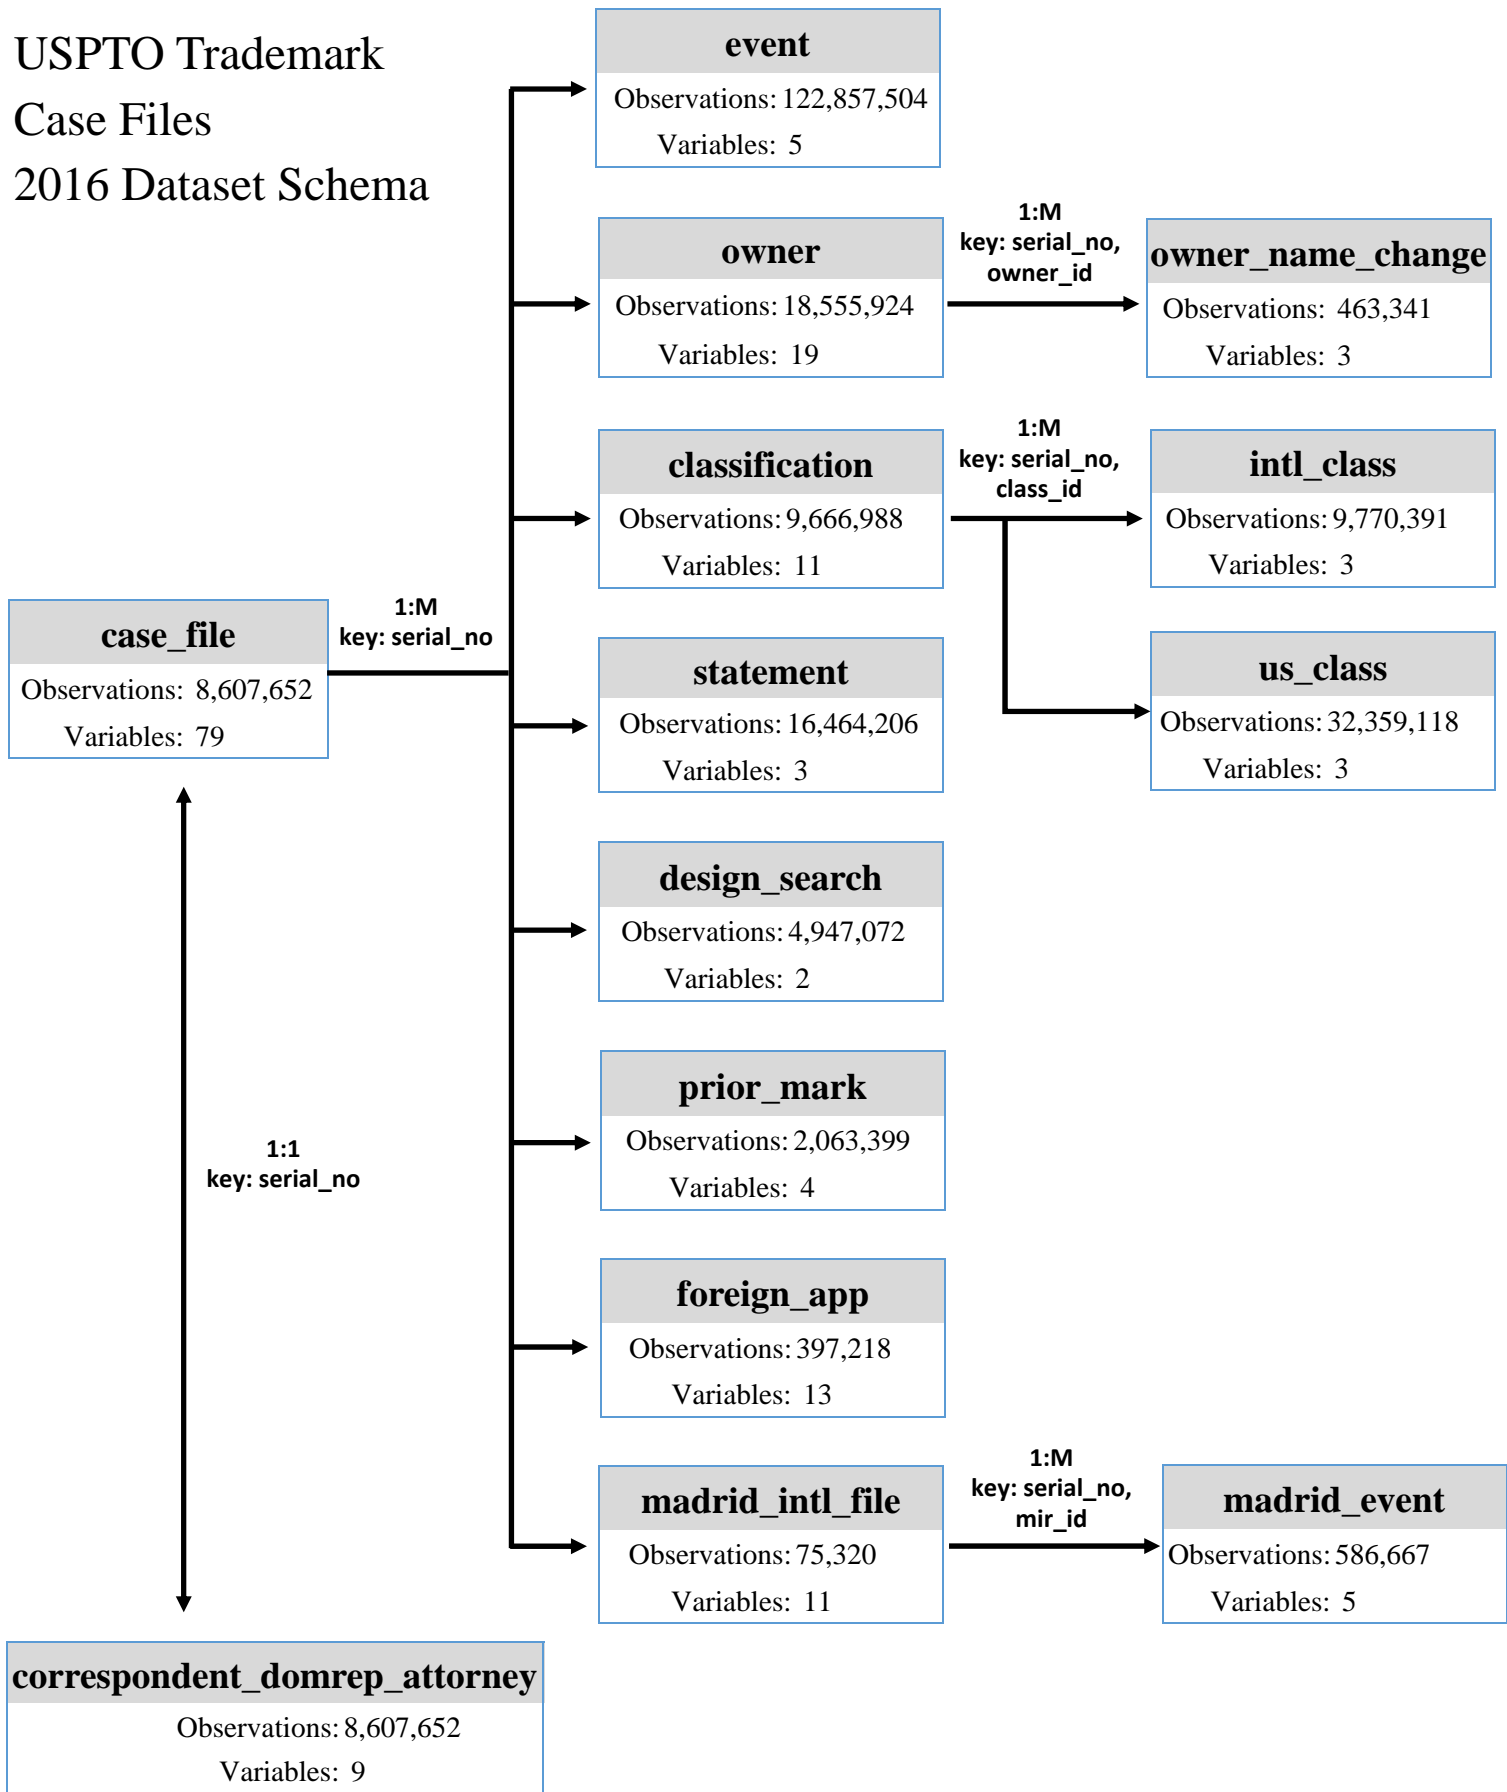 USPTO Trademark
Case Files
2016 Dataset Schema
event
Observations: 122,857,504
Variables: 5
owner
Observations: 18,555,924
Variables: 19
1:M
key: serial_no,
owner_id
owner_name_change
Observations: 463,341
Variables: 3
classification
Observations: 9,666,988
Variables: 11
1:M
key: serial_no,
class_id
intl_class
Observations: 9,770,391
Variables: 3
case_file
Observations: 8,607,652
Variables: 79
1:M
key: serial_no
statement
Observations: 16,464,206
Variables: 3
us_class
Observations: 32,359,118
Variables: 3
design_search
Observations: 4,947,072
Variables: 2
prior_mark
Observations: 2,063,399
Variables: 4
1:1
key: serial_no
foreign_app
Observations: 397,218
Variables: 13
madrid_intl_file
Observations: 75,320
Variables: 11
1:M
key: serial_no,
mir_id
madrid_event
Observations: 586,667
Variables: 5
correspondent_domrep_attorney
Observations: 8,607,652
Variables: 9